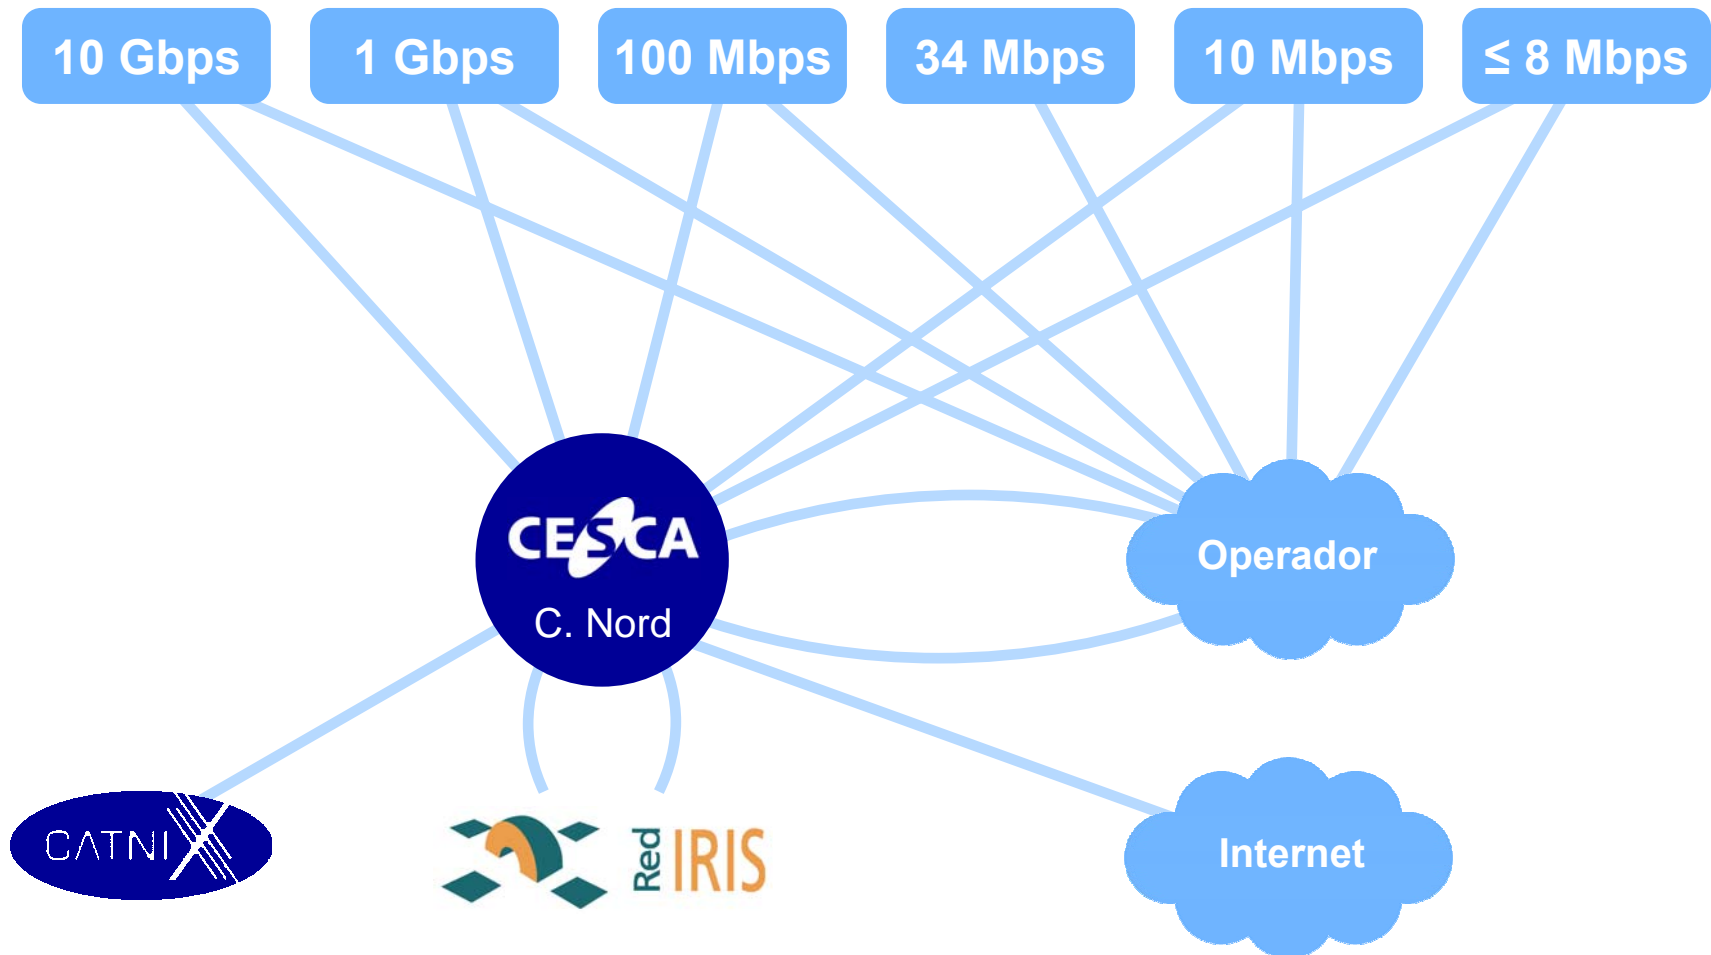 10 Gbps
1 Gbps
100 Mbps
34 Mbps
10 Mbps
≤ 8 Mbps
CESCA
C. Nord
Operador
CATNIX
Red IRIS
Internet